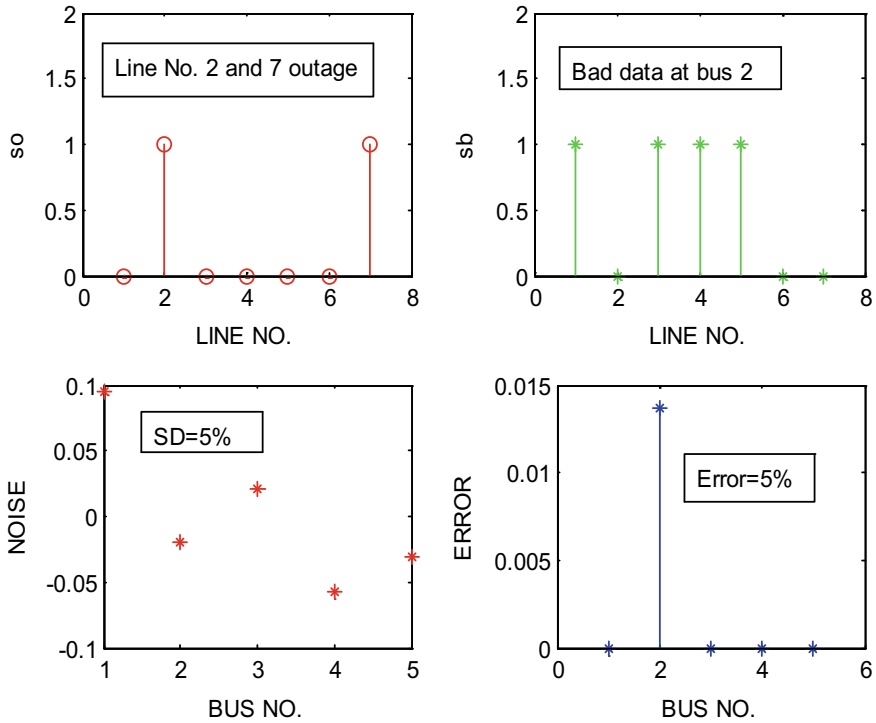 2
1.5
1
0.5
0
so
Line No. 2 and 7 outage
0 2 4 6 8
LINE NO.
2
1.5
1
0.5
0
sb
Bad data at bus 2
0 2 4 6 8
LINE NO.
0.1
0.05
0
-0.05
-0.1
NOISE
SD=5%
1 2 3 4 5
BUS NO.
0.015
0.01
0.005
0
ERROR
Error=5%
0 2 4 6
BUS NO.